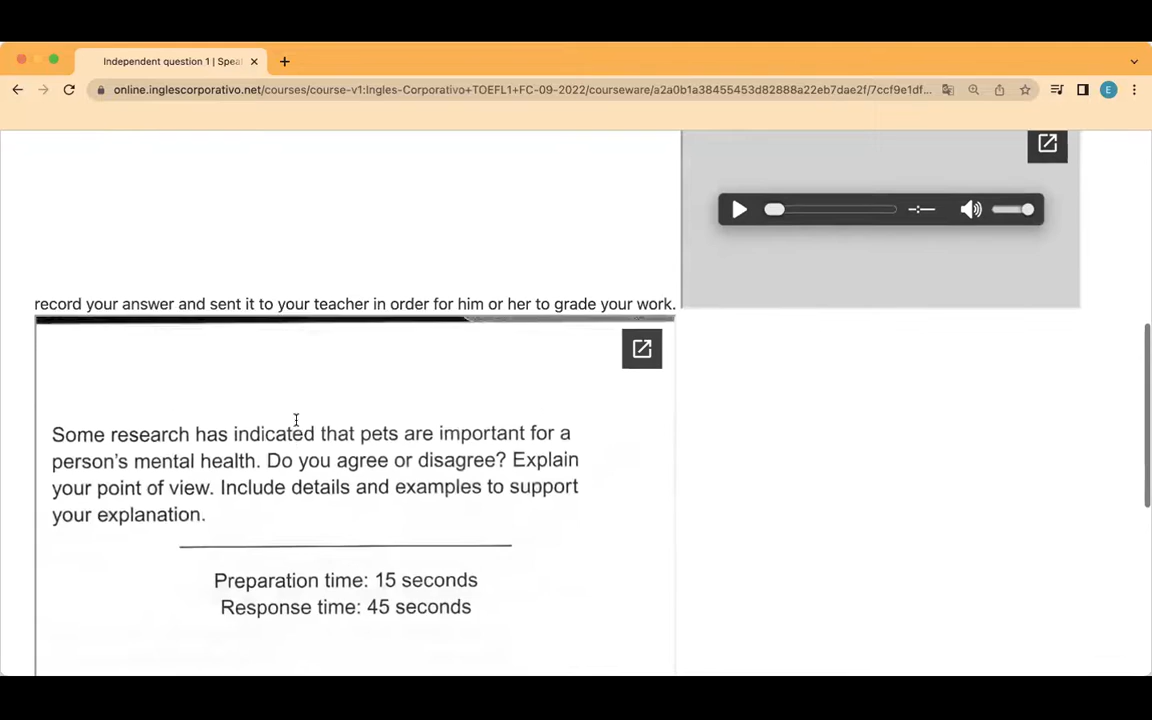 Independent question 1 | Spea
online.inglescorporativo.net/courses/course-v1:Ingles-Corporativo+TOEFL1+FC-09-2022/courseware/a2a0b1a38455453d82888a22eb7dae2f/7ccf9e1df...
E
record your answer and sent it to your teacher in order for him or her to grade your work.
Some research has indicated that pets are important for a
person's mental health. Do you agree or disagree? Explain
your point of view. Include details and examples to support
your explanation.
Preparation time: 15 seconds
Response time: 45 seconds